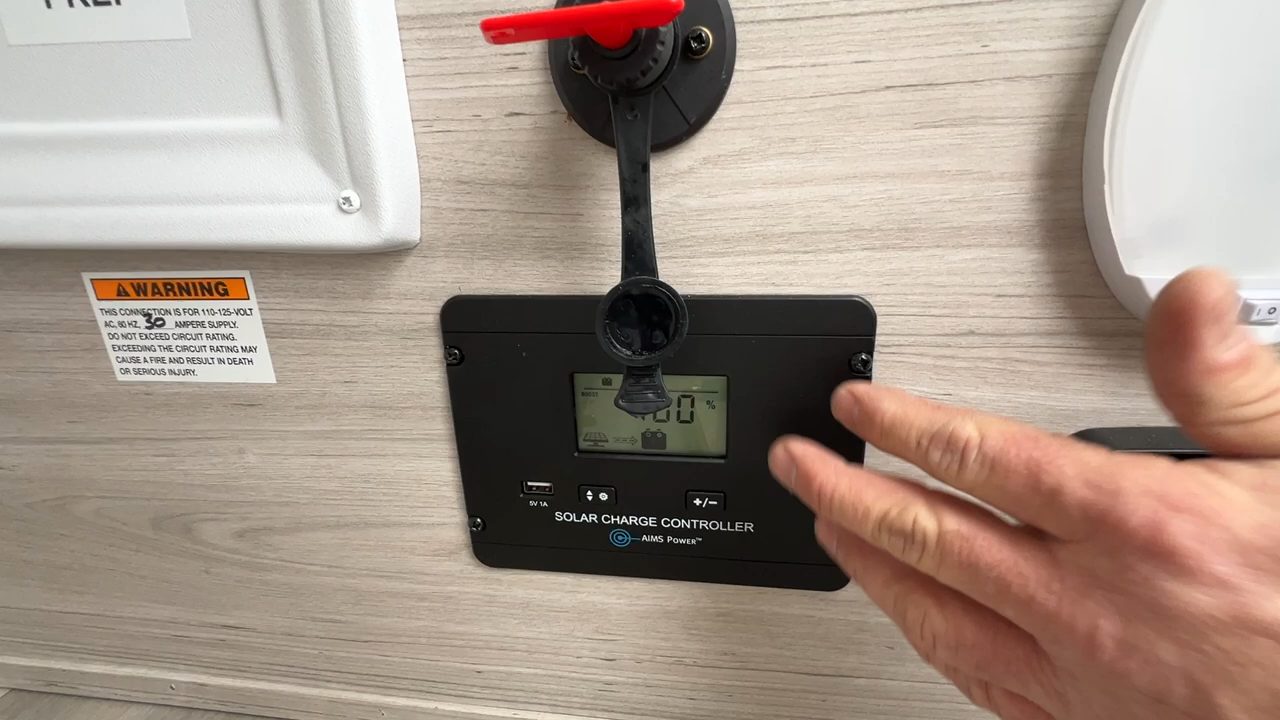 WARNING
THIS CONNECTION IS FOR 110-125-VOLT
AC, 60 HZ, 30 AMPERE SUPPLY.
DO NOT EXCEED CIRCUIT RATING.
EXCEEDING THE CIRCUIT RATING MAY
CAUSE A FIRE AND RESULT IN DEATH
OR SERIOUS INJURY.
%
5V 1A
+/−
SOLAR CHARGE CONTROLLER
AIMS POWER™
I O